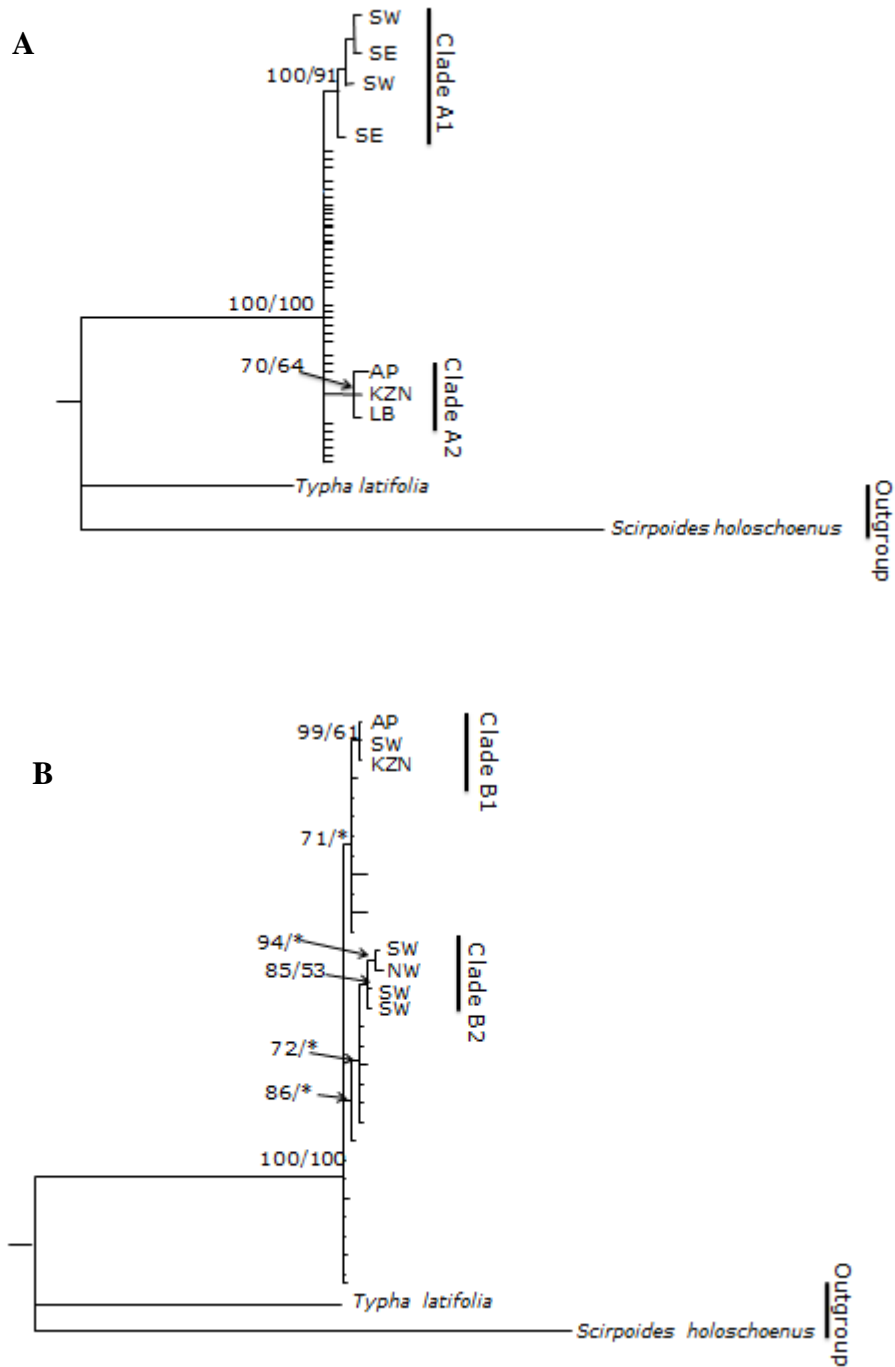 A
SW
SE
100/91
SW
SE
Clade A1
100/100
70/64
AP
KZN
LB
Clade A2
Typha latifolia
Scirpoides holoschoenus
Outgroup
B
99/61
AP
SW
KZN
Clade B1
71/*
94/*
SW
NW
85/53
SW
SW
Clade B2
72/*
86/*
100/100
Typha latifolia
Scirpoides holoschoenus
Outgroup